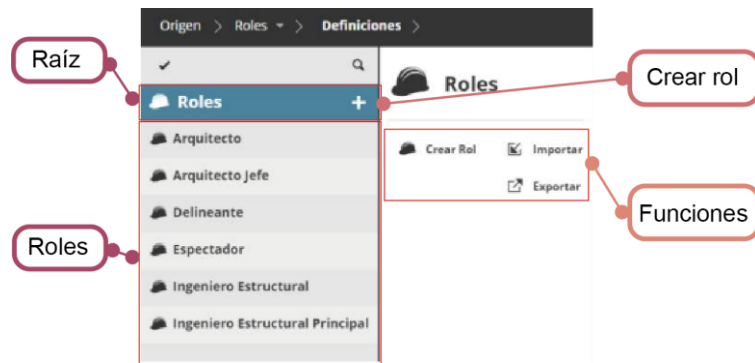 Origen > Roles > Definiciones >
Raíz
Roles
Roles
Crear rol
Arquitecto
Crear Rol
Importar
Arquitecto Jefe
Exportar
Delineante
Funciones
Roles
Espectador
Ingeniero Estructural
Ingeniero Estructural Principal